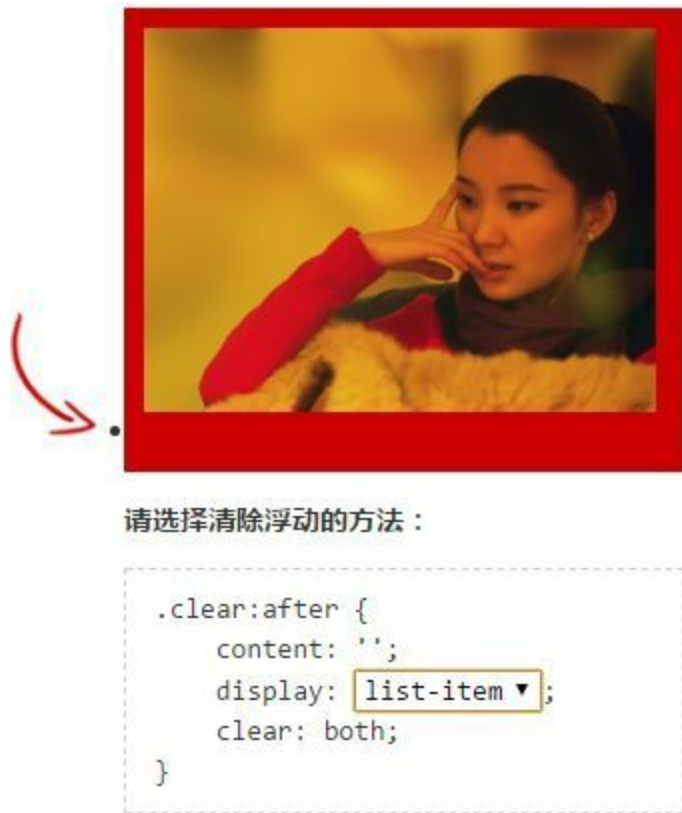 请选择清除浮动的方法：
.clear:after {
    content: '';
    display: list-item ▼;
    clear: both;
}